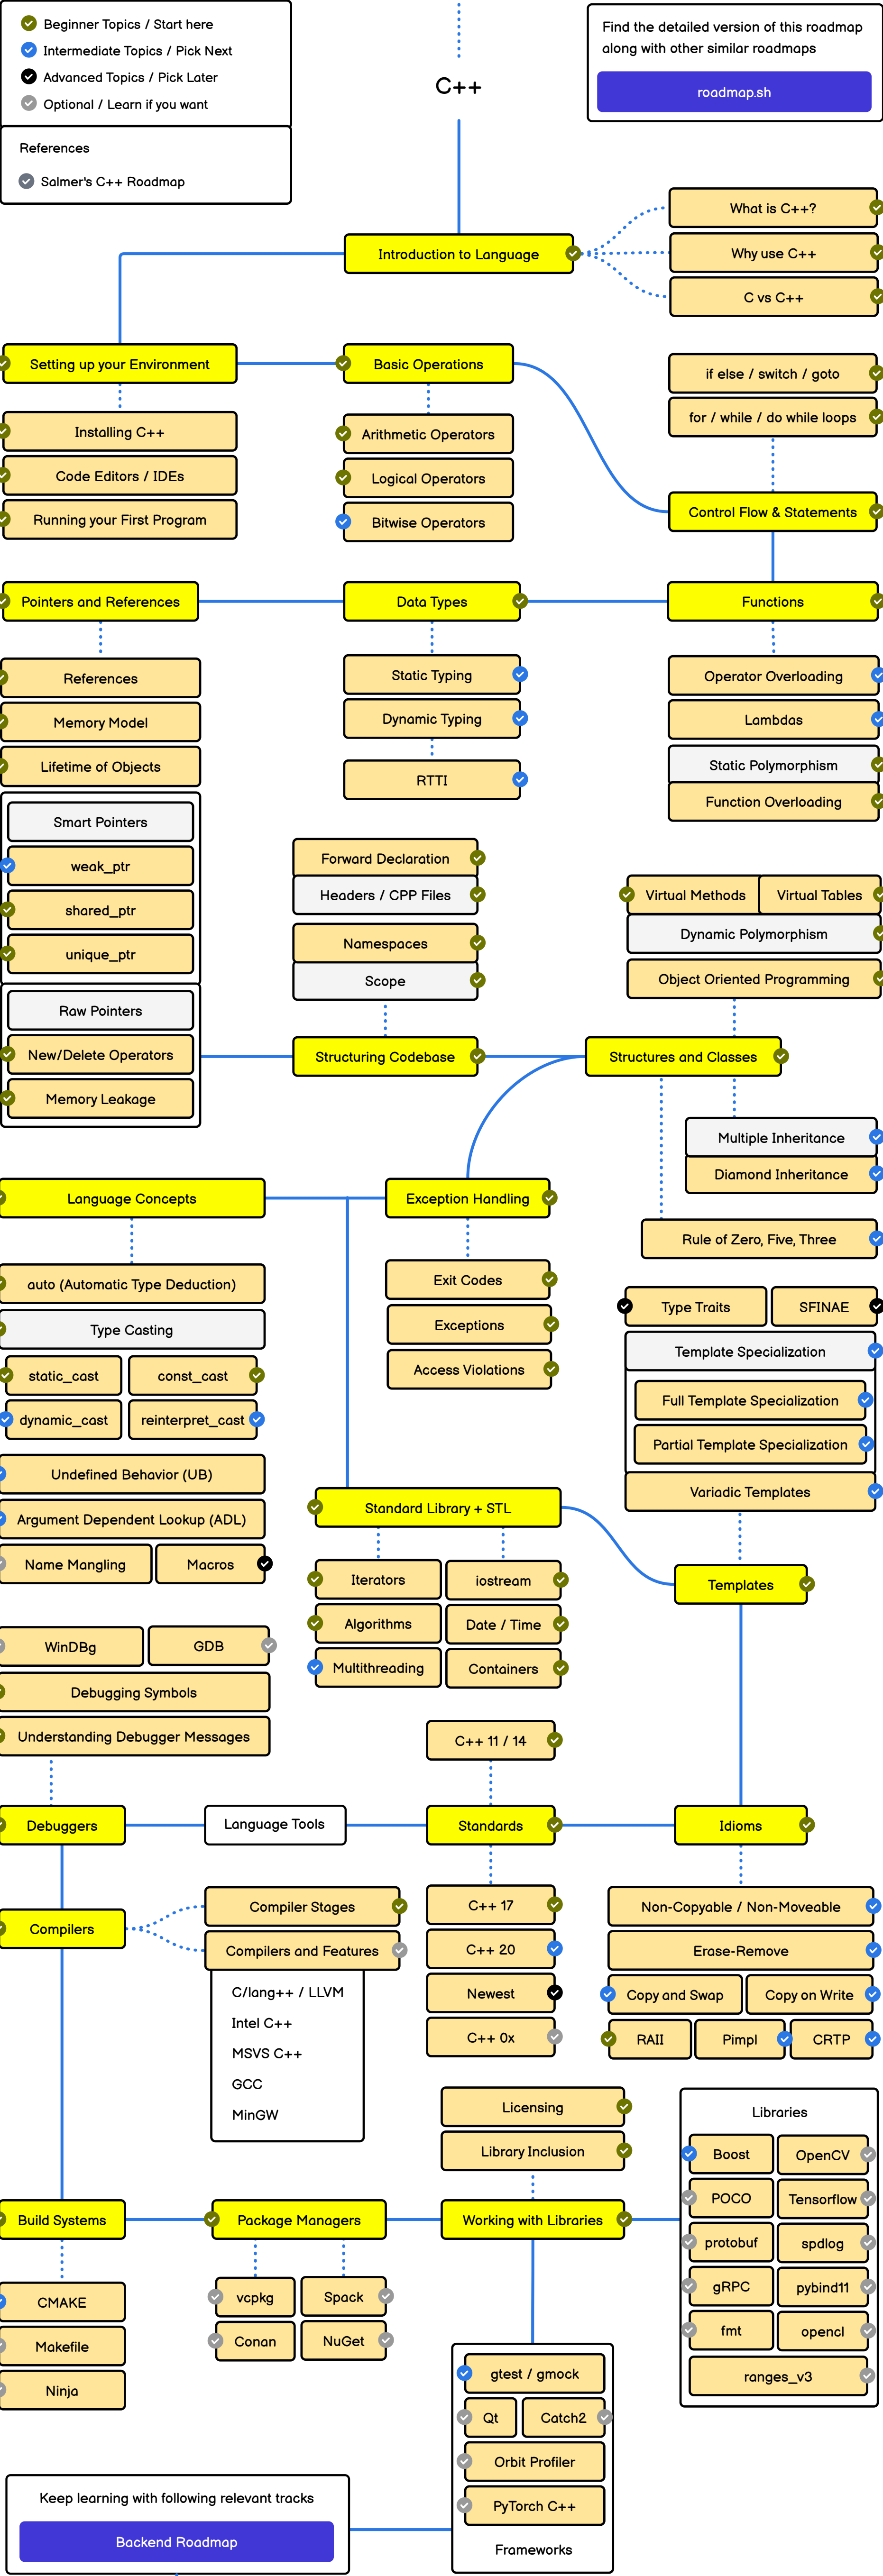 Beginner Topics / Start here
Intermediate Topics / Pick Next
Advanced Topics / Pick Later
Optional / Learn if you want
References
Salmer's C++ Roadmap
C++
Find the detailed version of this roadmap
along with other similar roadmaps
roadmap.sh
What is C++?
Introduction to Language
Why use C++
C vs C++
Setting up your Environment
Basic Operations
if else / switch / goto
for / while / do while loops
Installing C++
Arithmetic Operators
Code Editors / IDEs
Logical Operators
Running your First Program
Bitwise Operators
Control Flow & Statements
Pointers and References
Data Types
Functions
References
Static Typing
Operator Overloading
Memory Model
Dynamic Typing
Lambdas
Lifetime of Objects
RTTI
Static Polymorphism
Function Overloading
Smart Pointers
weak_ptr
shared_ptr
unique_ptr
Forward Declaration
Headers / CPP Files
Namespaces
Scope
Virtual Methods
Virtual Tables
Dynamic Polymorphism
Object Oriented Programming
Raw Pointers
New/Delete Operators
Memory Leakage
Structuring Codebase
Structures and Classes
Multiple Inheritance
Diamond Inheritance
Rule of Zero, Five, Three
Language Concepts
Exception Handling
auto (Automatic Type Deduction)
Type Casting
static_cast
const_cast
dynamic_cast
reinterpret_cast
Exit Codes
Exceptions
Access Violations
Type Traits
SFINAE
Template Specialization
Full Template Specialization
Partial Template Specialization
Variadic Templates
Undefined Behavior (UB)
Argument Dependent Lookup (ADL)
Name Mangling
Macros
Standard Library + STL
Iterators
iostream
Algorithms
Date / Time
Multithreading
Containers
Templates
WinDBg
GDB
Debugging Symbols
Understanding Debugger Messages
C++ 11 / 14
Debuggers
Language Tools
Standards
Idioms
Compilers
Compiler Stages
Compilers and Features
C/lang++ / LLVM
Intel C++
MSVS C++
GCC
MinGW
C++ 17
C++ 20
Newest
C++ 0x
Non-Copyable / Non-Moveable
Erase-Remove
Copy and Swap
Copy on Write
RAII
Pimpl
CRTP
Licensing
Library Inclusion
Libraries
Boost
OpenCV
POCO
Tensorflow
protobuf
spdlog
gRPC
pybind11
fmt
opencl
ranges_v3
Build Systems
Package Managers
Working with Libraries
CMAKE
Makefile
Ninja
vcpkg
Spack
Conan
NuGet
gtest / gmock
Qt
Catch2
Orbit Profiler
PyTorch C++
Frameworks
Keep learning with following relevant tracks
Backend Roadmap